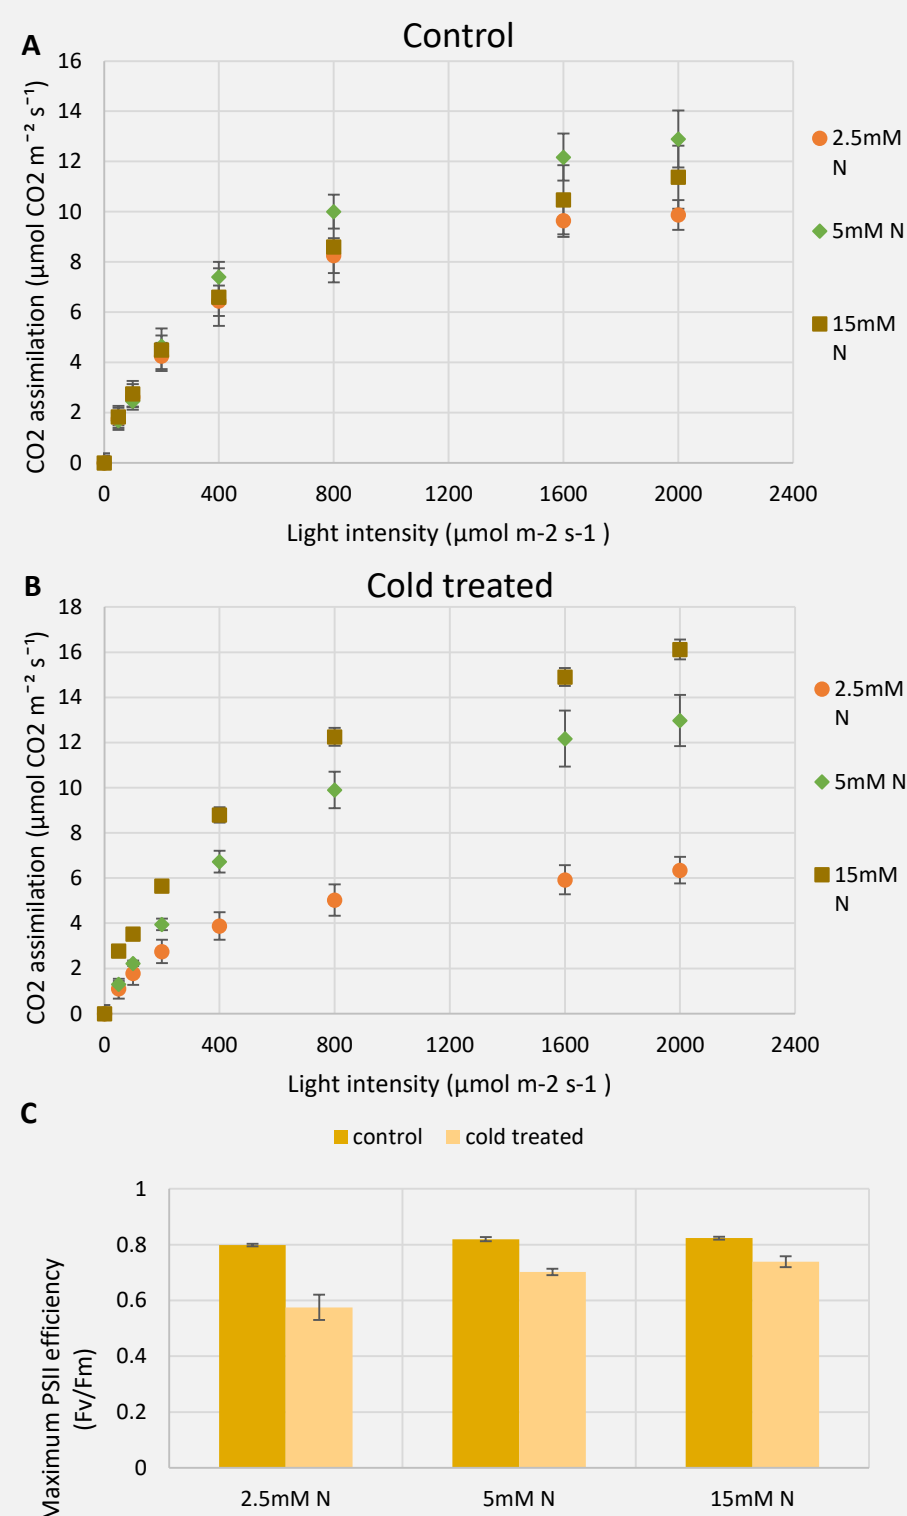 A
Control
16
14
12
10
8
6
4
2
0
CO2 assimilation (µmol CO2 m⁻² s⁻¹)
0 400 800 1200 1600 2000 2400
Light intensity (µmol m-2 s-1 )
2.5mM
N
5mM N
15mM
N
B
Cold treated
18
16
14
12
10
8
6
4
2
0
CO2 assimilation (µmol CO2 m⁻² s⁻¹)
0 400 800 1200 1600 2000 2400
Light intensity (µmol m-2 s-1 )
2.5mM
N
5mM N
15mM
N
C
control cold treated
1
0.8
0.6
0.4
0.2
0
Maximum PSII efficiency
(Fv/Fm)
2.5mM N 5mM N 15mM N